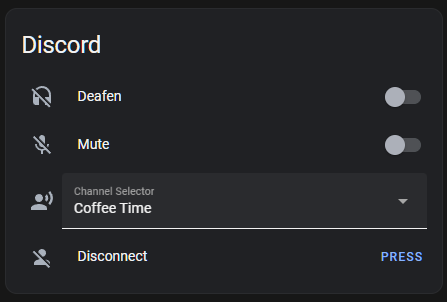 Discord
Deafen
Mute
Channel Selector
Coffee Time
Disconnect PRESS